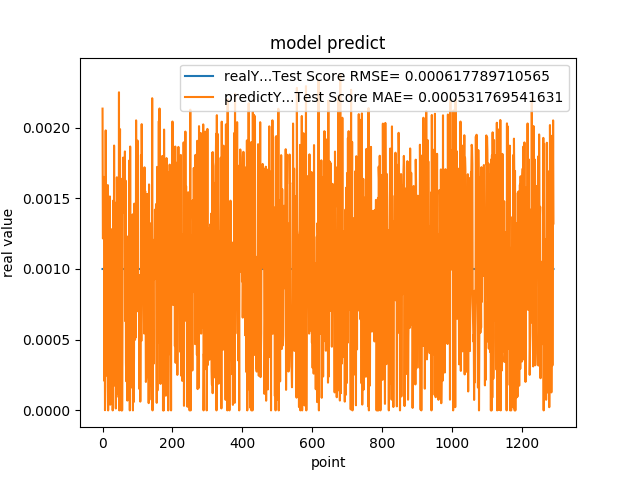 model predict
realY...Test Score RMSE= 0.000617789710565
predictY...Test Score MAE= 0.000531769541631
real value
0.0020
0.0015
0.0010
0.0005
0.0000
0 200 400 600 800 1000 1200
point